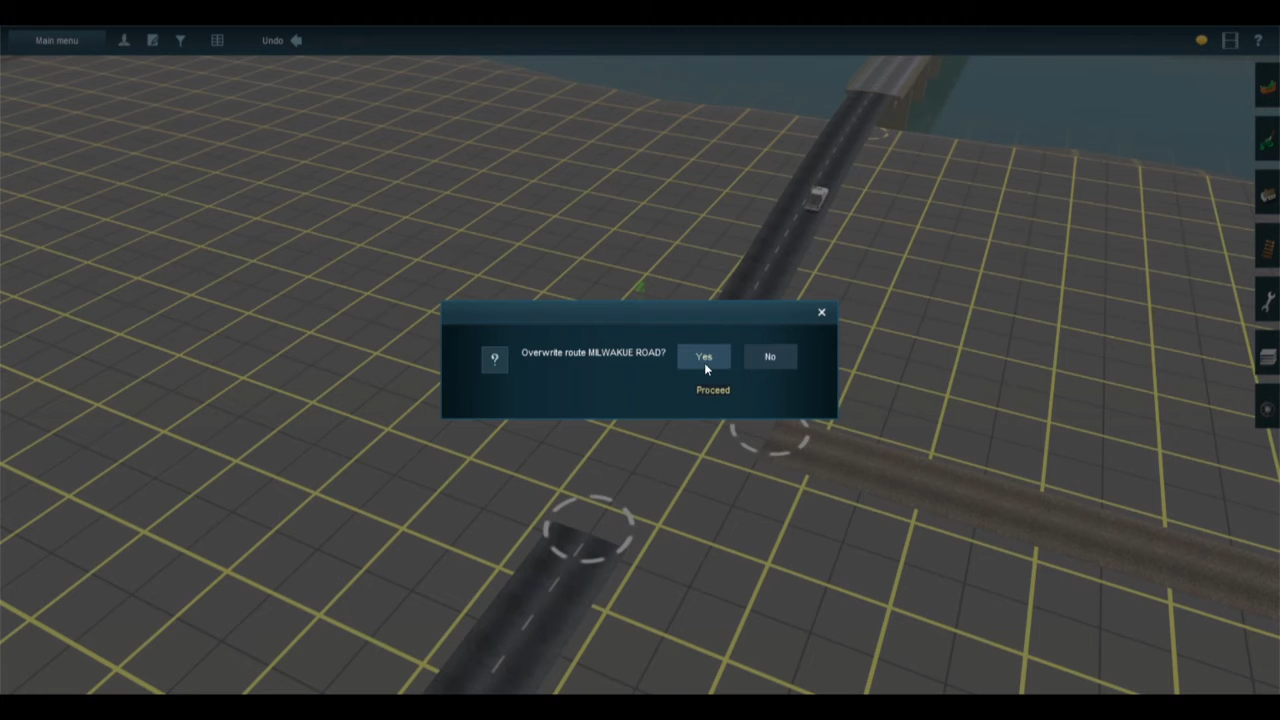 Main menu
Undo
?
?
Overwrite route MILWAKUE ROAD?
Yes
No
Proceed